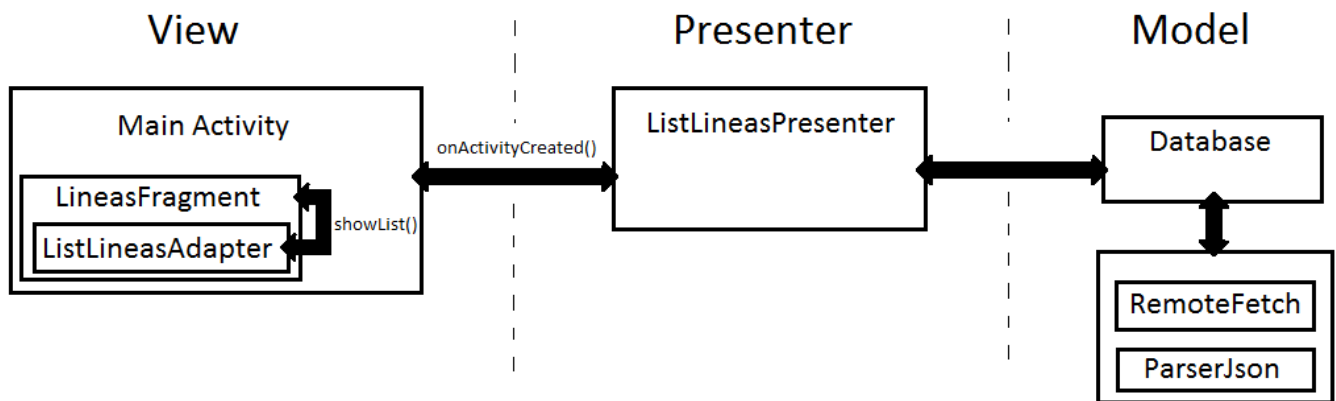 View
Presenter
Model
Main Activity
LineasFragment
ListLineasAdapter
showList()
onActivityCreated()
ListLineasPresenter
Database
RemoteFetch
ParserJson